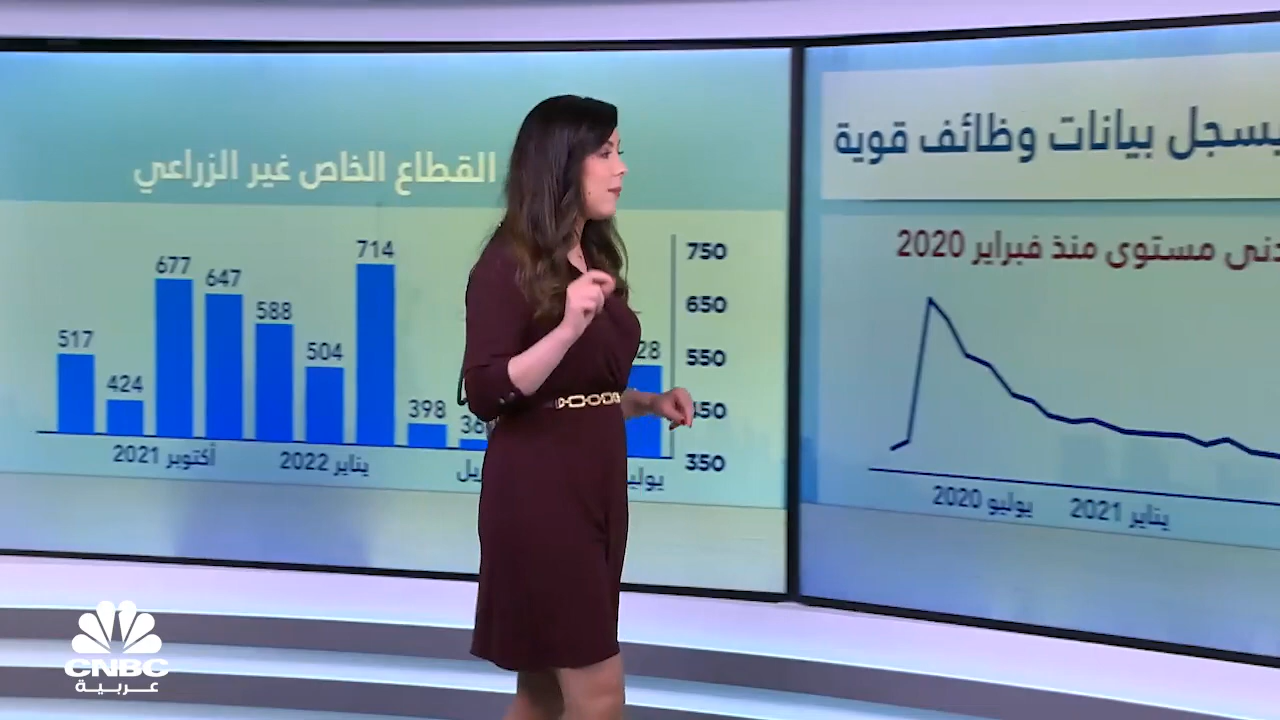 يسجل بيانات وظائف قوية
مستوى منذ فبراير 2020
يوليو 2020
يناير 2021
القطاع الخاص غير الزراعي
517
424
677
647
588
504
714
398
750
650
550
450
350
أكتوبر 2021
يناير 2022
CNBC
عربية